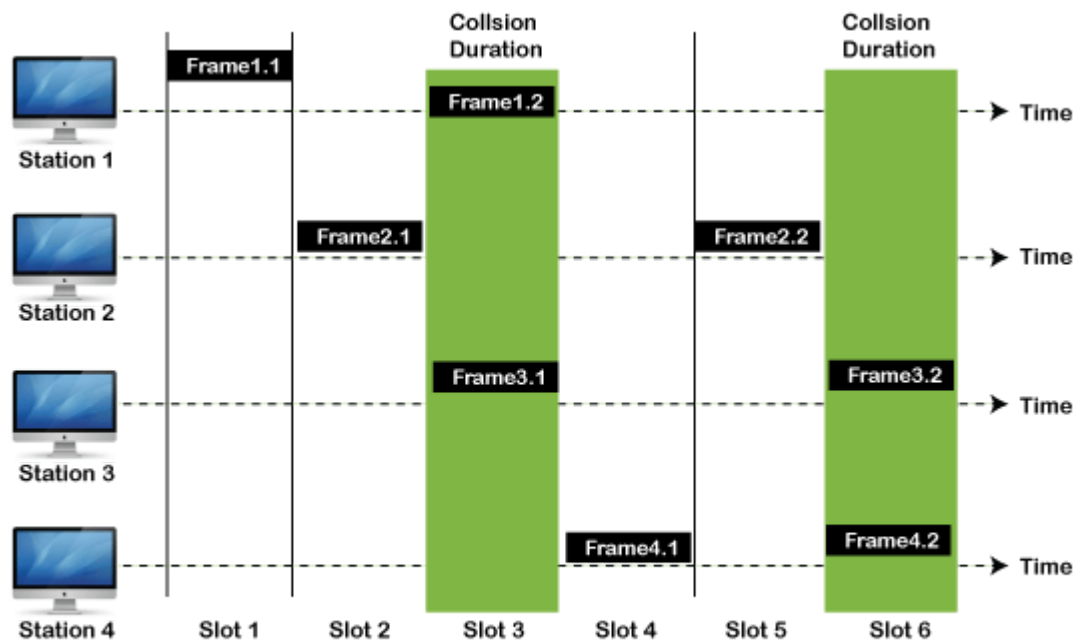 Collsion
Duration
Collsion
Duration
Frame1.1
Frame1.2
Time
Station 1
Frame2.1
Frame2.2
Time
Station 2
Frame3.1
Frame3.2
Time
Station 3
Frame4.1
Frame4.2
Time
Station 4
Slot 1
Slot 2
Slot 3
Slot 4
Slot 5
Slot 6